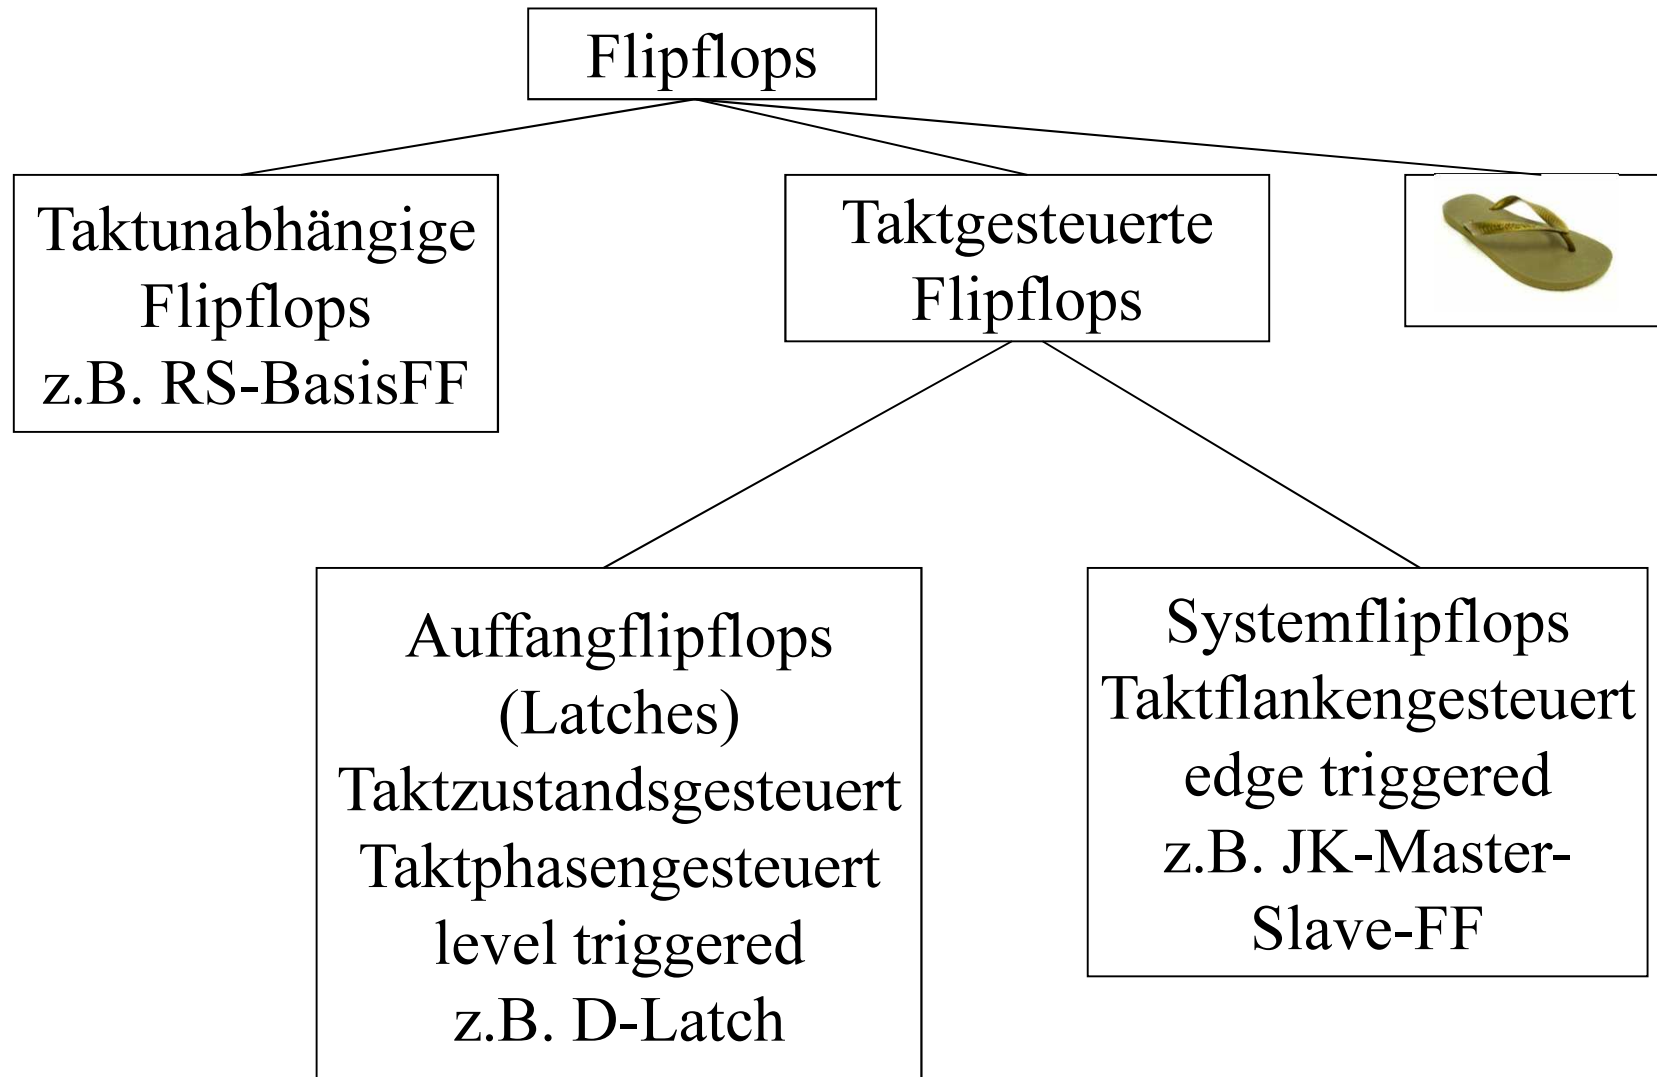 Flipflops
Taktunabhängige
Flipflops
z.B. RS-BasisFF
Taktgesteuerte
Flipflops
Auffangflipflops
(Latches)
Taktzustandsgesteuert
Taktphasengesteuert
level triggered
z.B. D-Latch
Systemflipflops
Taktflankengesteuert
edge triggered
z.B. JK-Master-
Slave-FF